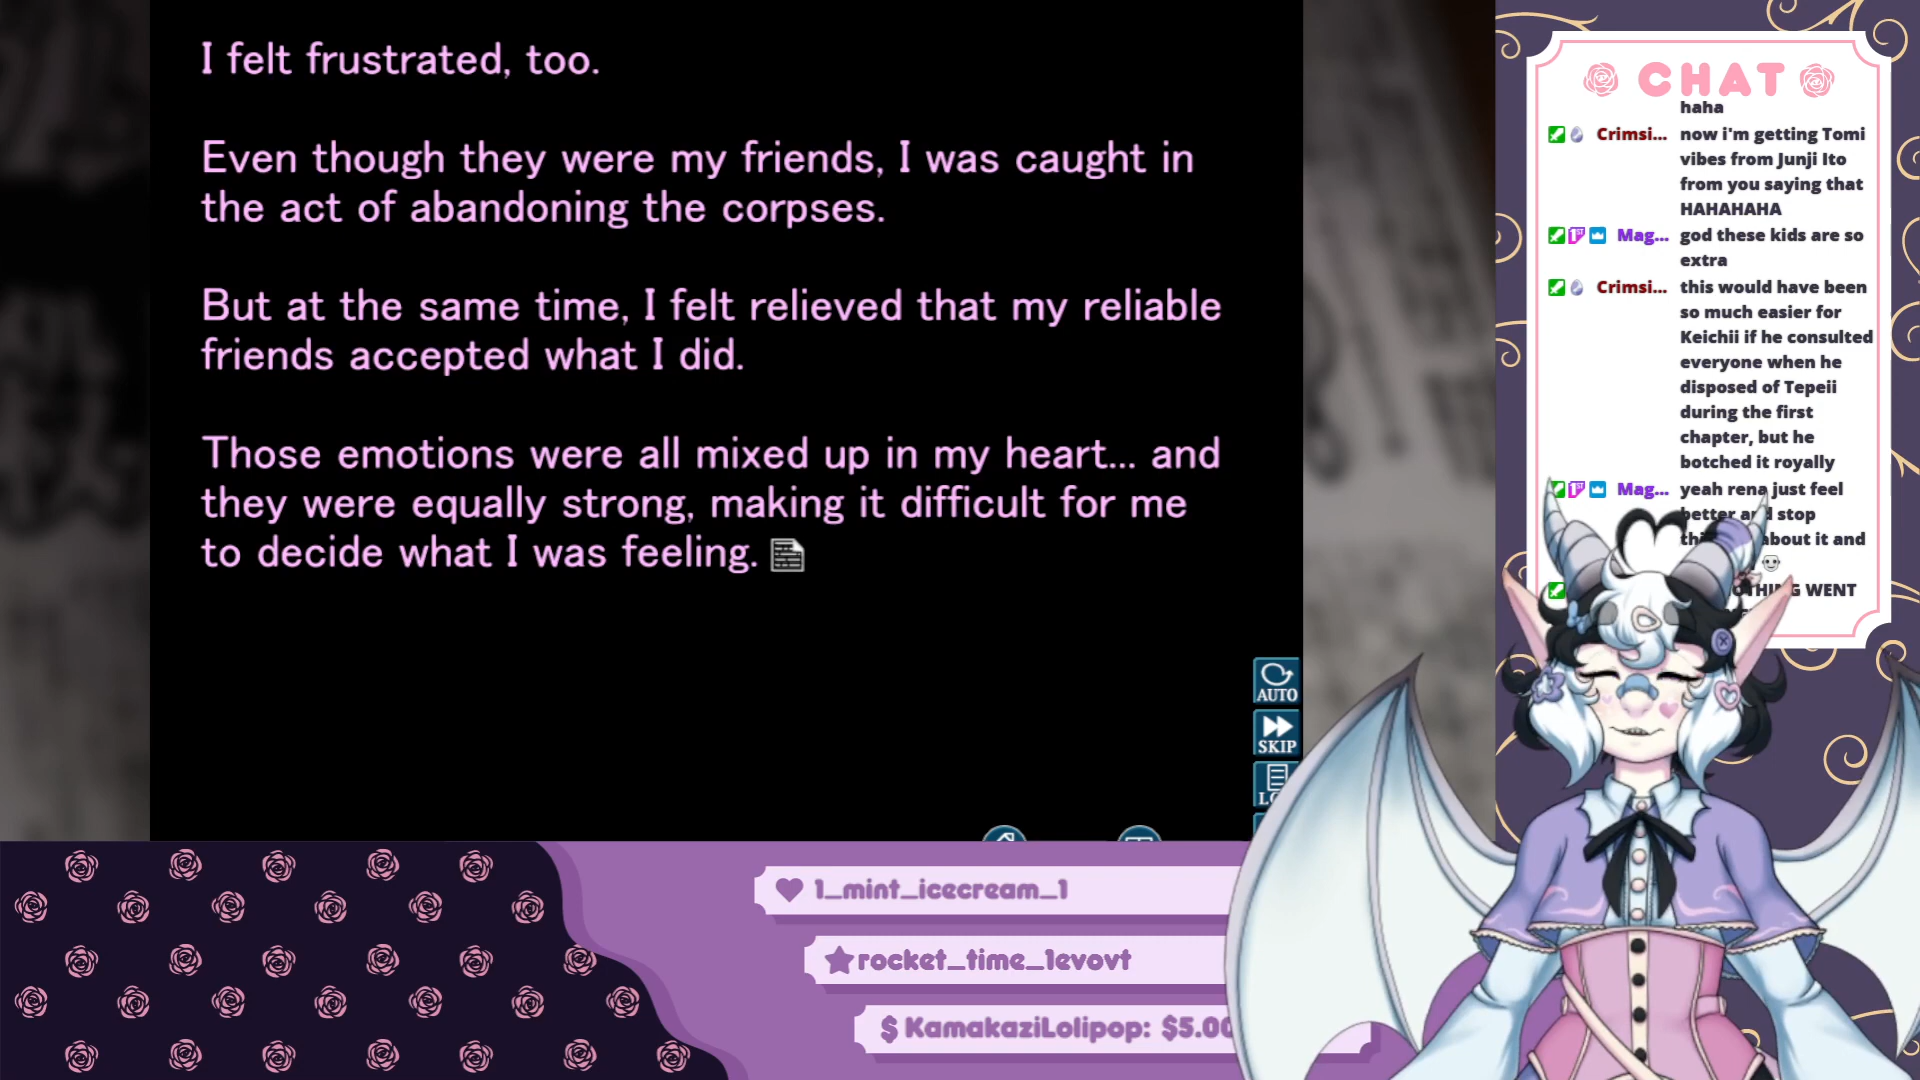 I felt frustrated, too.
Even though they were my friends, I was caught in
the act of abandoning the corpses.
But at the same time, I felt relieved that my reliable
friends accepted what I did.
Those emotions were all mixed up in my heart... and
they were equally strong, making it difficult for me
to decide what I was feeling.
AUTO
SKIP
CHAT
haha
Crimsi... now i'm getting Tomi
vibes from Junji Ito
from you saying that
HAHAHAHA
Mag... god these kids are so
extra
Crimsi... this would have been
so much easier for
Keichii if he consulted
everyone when he
disposed of Tepeii
during the first
chapter, but he
botched it royally
Mag... yeah rena just feel
better and stop
about it and
WENT
1_mint_icecream_1
rocket_time_1evovt
$ KamakaziLolipop: $5.00